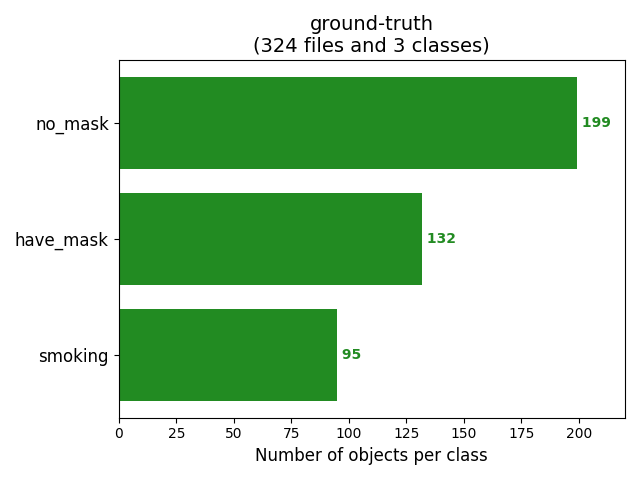 ground-truth
(324 files and 3 classes)
no_mask
199
have_mask
132
smoking
95
0 25 50 75 100 125 150 175 200
Number of objects per class